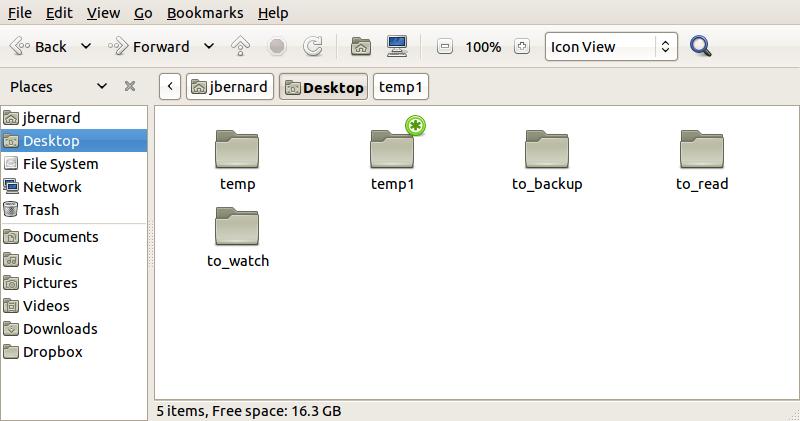 File Edit View Go Bookmarks Help
Back Forward 100% Icon View
Places jbernard Desktop temp1
jbernard
Desktop
File System
Network
Trash
Documents
Music
Pictures
Videos
Downloads
Dropbox
temp temp1 to_backup to_read
to_watch
5 items, Free space: 16.3 GB